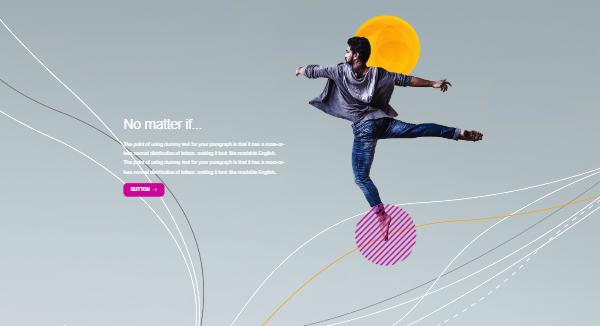 No matter if...
The point of using dummy text for your paragraph is that it has a more-or-
less normal distribution of letters. making it look like readable English.
The point of using dummy text for your paragraph is that it has a more-or-
less normal distribution of letters. making it look like readable English.
BUTTON →